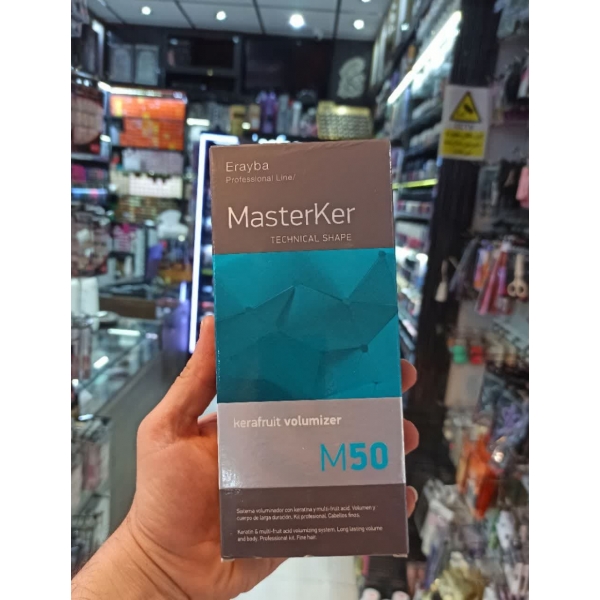 Erayba
Professional Line/
MasterKer
TECHNICAL SHAPE
kerafruit volumizer
M50
Sistema voluminador con keratina y multi-fruit acid. Volumen y
cuerpo de larga duración. Kit profesional. Cabellos finos.
Keratin & multi-fruit acid volumizing system. Long lasting volume
and body. Professional kit. Fine hair.